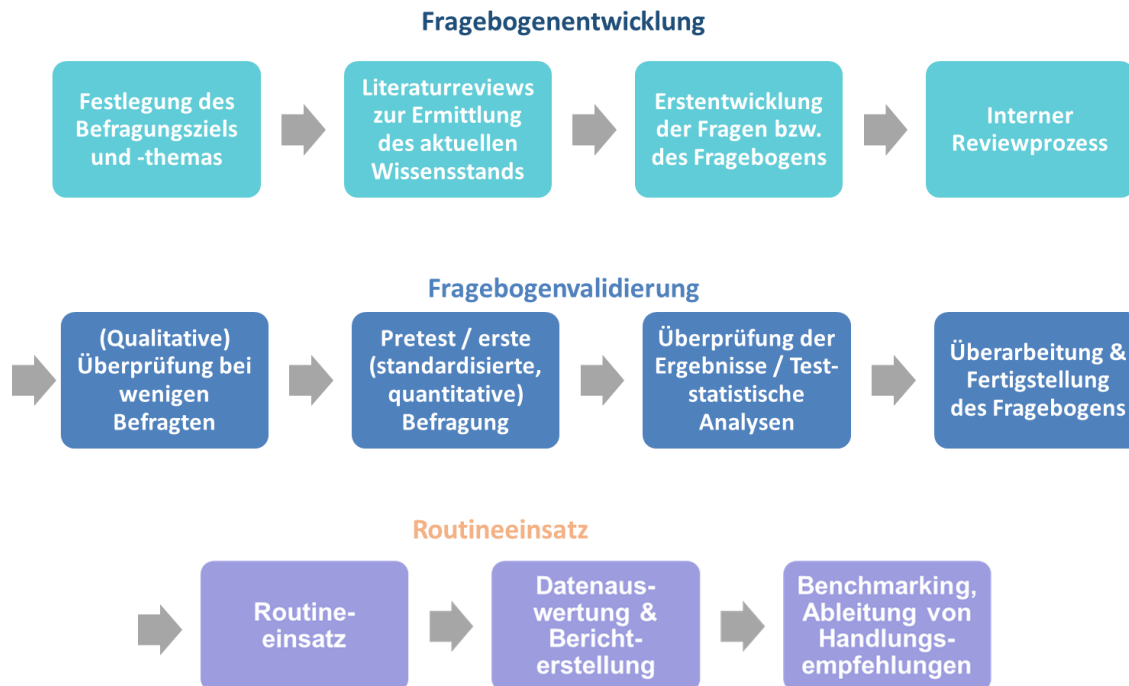 Fragebogenentwicklung
Festlegung des
Befragungsziels
und -themas
Literaturreviews
zur Ermittlung
des aktuellen
Wissensstands
Erstentwicklung
der Fragen bzw.
des Fragebogens
Interner
Reviewprozess
Fragebogenvalidierung
(Qualitative)
Überprüfung bei
wenigen
Befragten
Pretest / erste
(standardisierte,
quantitative)
Befragung
Überprüfung der
Ergebnisse / Test-
statistische
Analysen
Überarbeitung &
Fertigstellung
des Fragebogens
Routineeinsatz
Routine-
einsatz
Datenaus-
wertung &
Bericht-
erstellung
Benchmarking,
Ableitung von
Handlungs-
empfehlungen